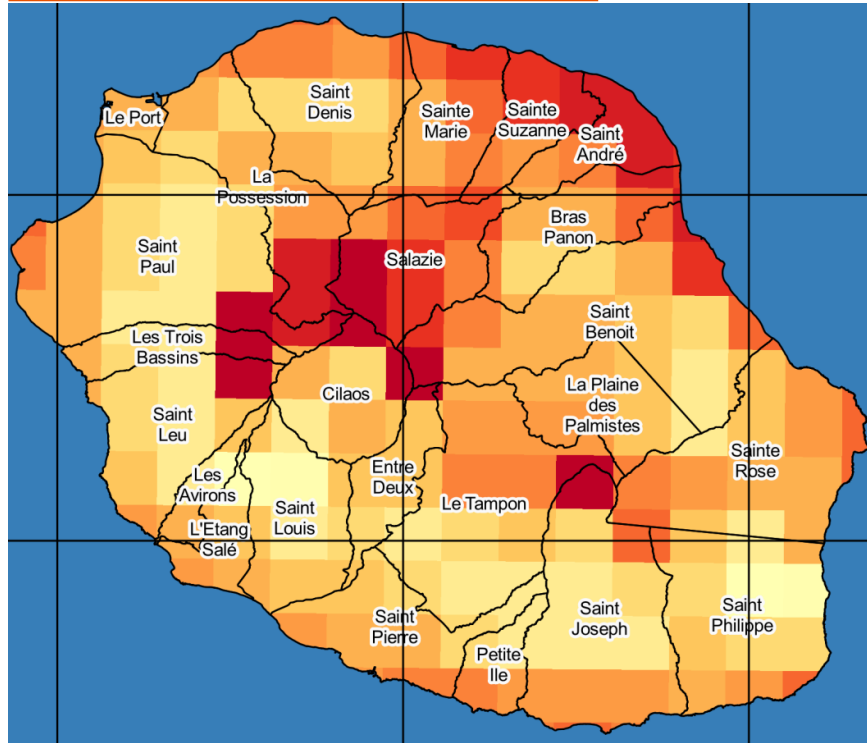 Saint
Denis
Le Port
Sainte
Marie
Sainte
Suzanne
Saint
André
La
Possession
Bras
Panon
Saint
Paul
Salazie
Saint
Benoit
Les Trois
Bassins
Cilaos
La Plaine
des
Palmistes
Saint
Leu
Sainte
Rose
Les
Avirons
Entre
Deux
Le Tampon
Saint
Louis
L'Etang
Salé
Saint
Pierre
Saint
Joseph
Saint
Philippe
Petite
Ile